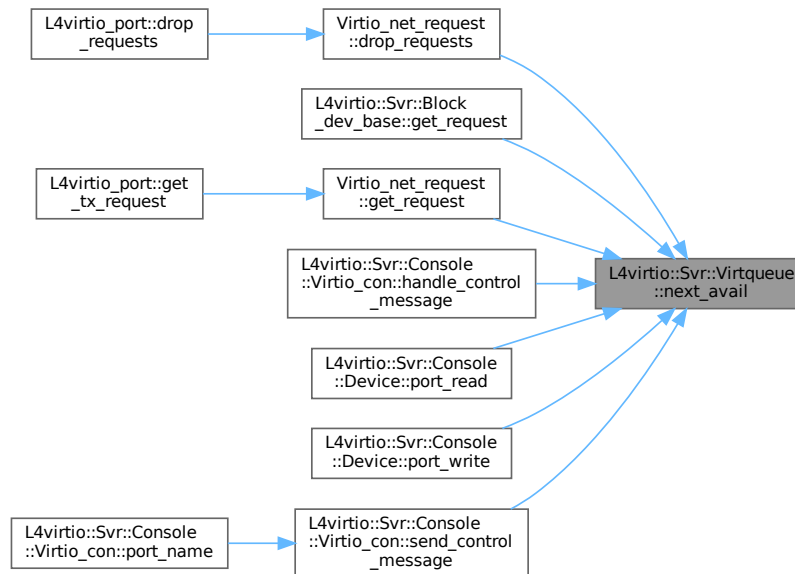 L4virtio_port::drop
_requests
Virtio_net_request
::drop_requests
L4virtio::Svr::Block
_dev_base::get_request
L4virtio_port::get
_tx_request
Virtio_net_request
::get_request
L4virtio::Svr::Console
::Virtio_con::handle_control
_message
L4virtio::Svr::Virtqueue
::next_avail
L4virtio::Svr::Console
::Device::port_read
L4virtio::Svr::Console
::Device::port_write
L4virtio::Svr::Console
::Virtio_con::port_name
L4virtio::Svr::Console
::Virtio_con::send_control
_message